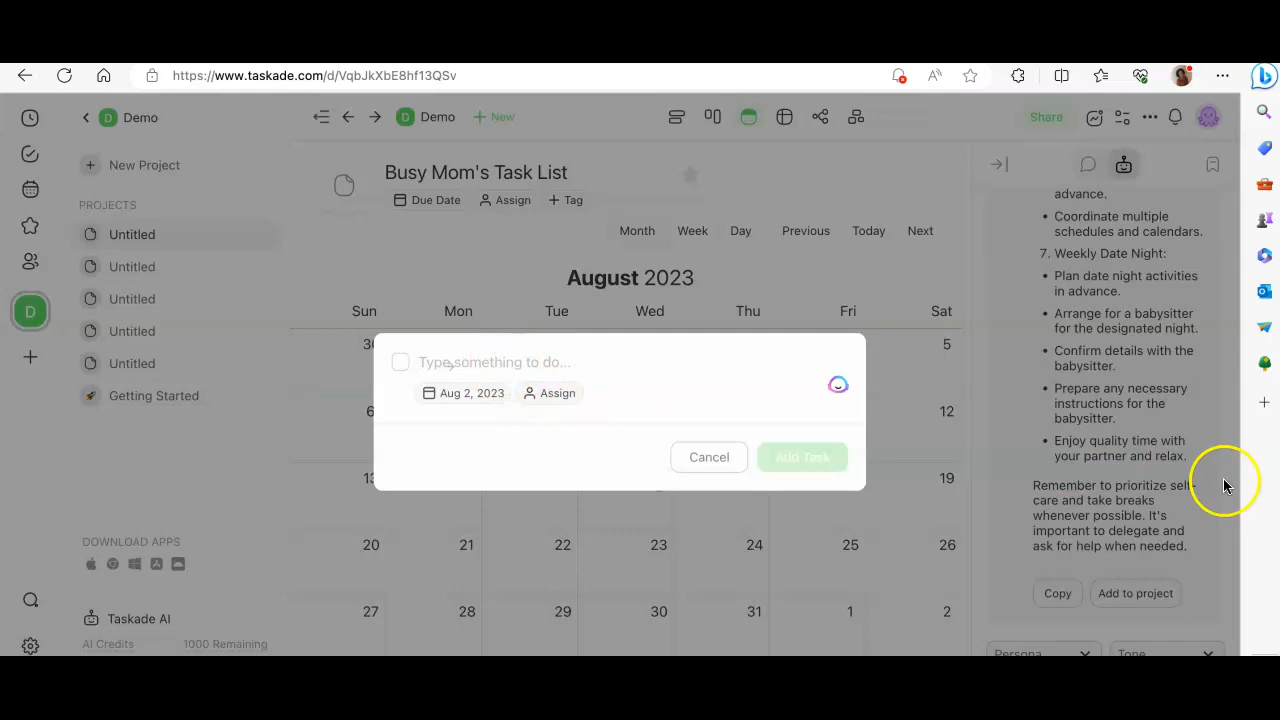 https://www.taskade.com/d/VqbJkXbE8hf13QSv
Demo
Demo
+ New
Share
New Project
PROJECTS
Untitled
Untitled
Untitled
Untitled
Untitled
Getting Started
D
DOWNLOAD APPS
Taskade AI
AI Credits
1000 Remaining
Busy Mom's Task List
Due Date
Assign
+ Tag
Month
Week
Day
Previous
Today
Next
August 2023
Sun Mon Tue Wed Thu Fri Sat
30 5
6 12
13 19
20 21 22 23 24 25 26
27 28 29 30 31 1 2
Type something to do...
Aug 2, 2023
Assign
Cancel
Add Task
advance.
• Coordinate multiple
schedules and calendars.
7. Weekly Date Night:
• Plan date night activities
in advance.
• Arrange for a babysitter
for the designated night.
• Confirm details with the
babysitter.
• Prepare any necessary
instructions for the
babysitter.
• Enjoy quality time with
your partner and relax.
Remember to prioritize self-
care and take breaks
whenever possible. It's
important to delegate and
ask for help when needed.
Copy
Add to project
Persona
Tone